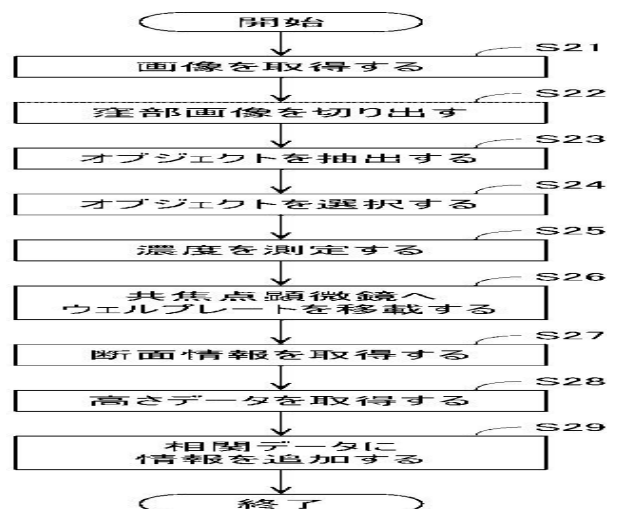 開始
S21
画像を取得する
S22
窪部画像を切り出す
S23
オブジェクトを抽出する
S24
オブジェクトを選択する
S25
濃度を測定する
S26
共焦点顕微鏡へ
ウェルプレートを移載する
S27
断面情報を取得する
S28
高さデータを取得する
S29
相関データに
情報を追加する
終了